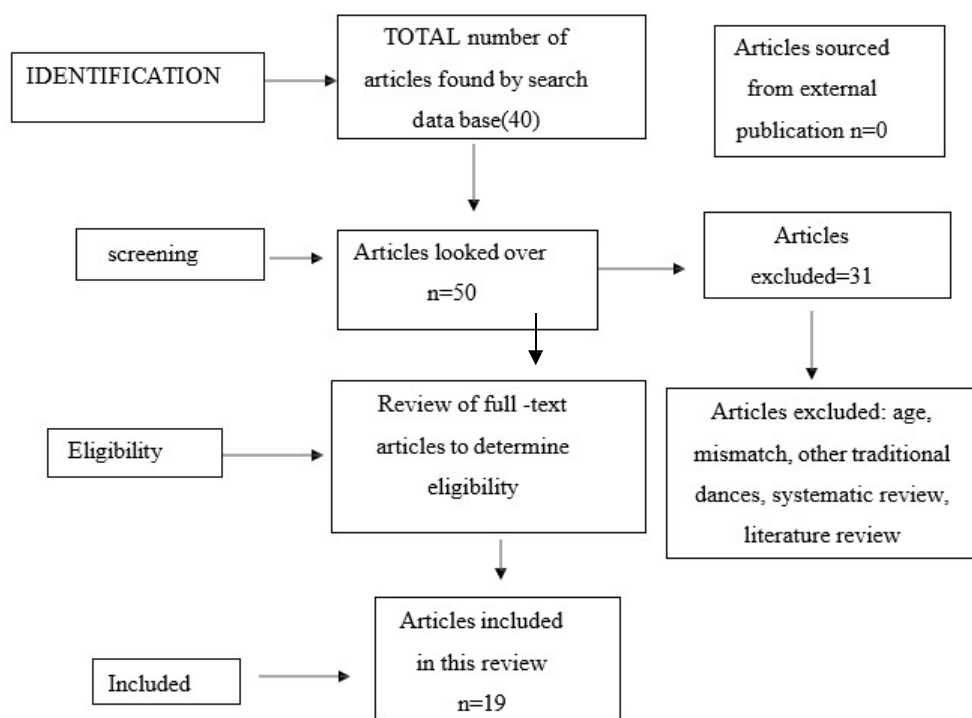 IDENTIFICATION
TOTAL number of
articles found by search
data base(40)
Articles sourced
from external
publication n=0
screening
Articles looked over
n=50
Articles
excluded=31
Eligibility
Review of full -text
articles to determine
eligibility
Articles excluded: age,
mismatch, other traditional
dances, systematic review,
literature review
Included
Articles included
in this review
n=19